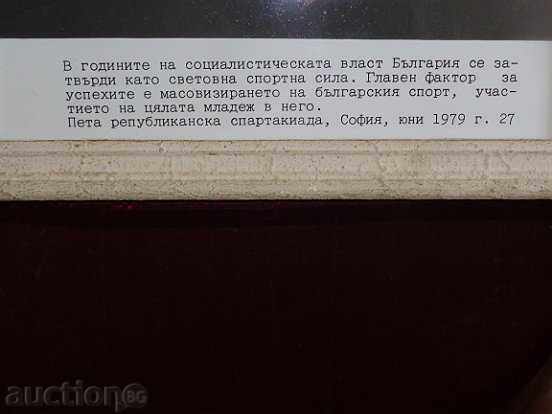 В годините на социалистическата власт България се за-
твърди като световна спортна сила. Главен фактор за
успехите е масовизирането на българския спорт, учас-
тието на цялата младеж в него.
Пета републиканска спартакиада, София, юни 1979 г. 27
auction BG